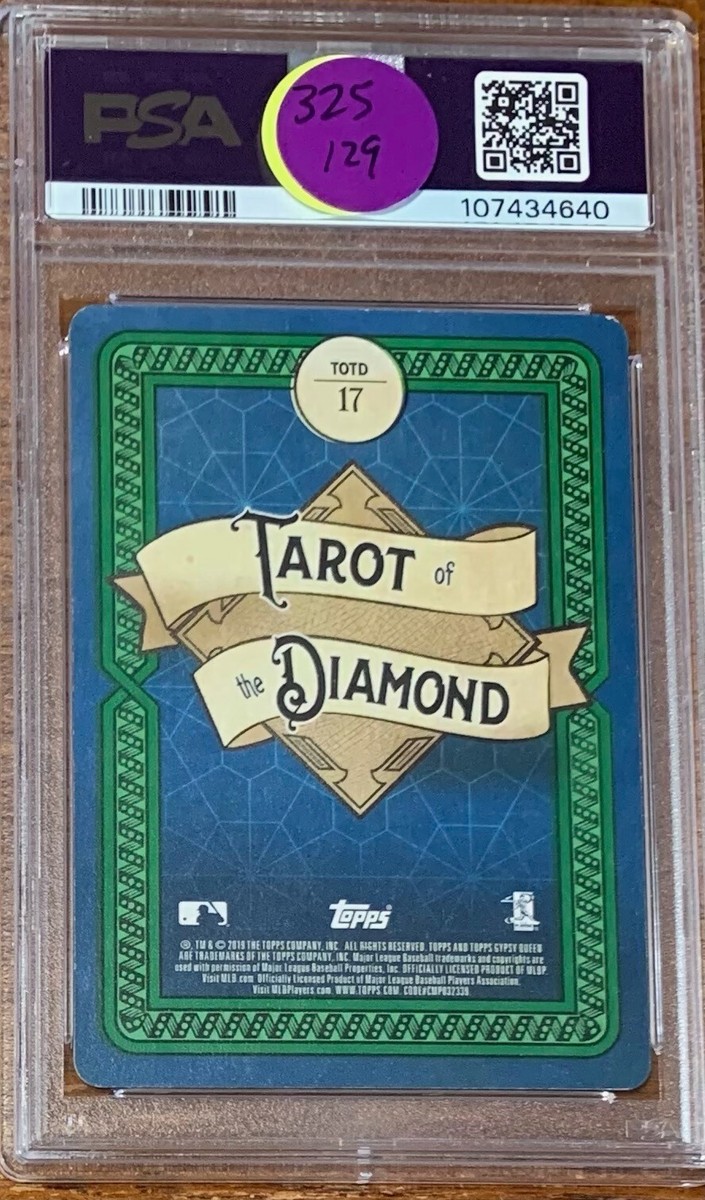 PSA
325
129
107434640
TOTD
17
TAROT of
the DIAMOND
topps
®, TM & © 2019 THE TOPPS COMPANY, INC. ALL RIGHTS RESERVED. TOPPS AND TOPPS GYPSY QUEEN
ARE TRADEMARKS OF THE TOPPS COMPANY, INC. Major League Baseball trademarks and copyrights are
used with permission of Major League Baseball Properties, Inc. OFFICIALLY LICENSED PRODUCT OF MLBP.
Visit MLB.com Officially Licensed Product of Major League Baseball Players Association.
Visit MLBPlayers.com WWW.TOPPS.COM. CODE#CMP032339